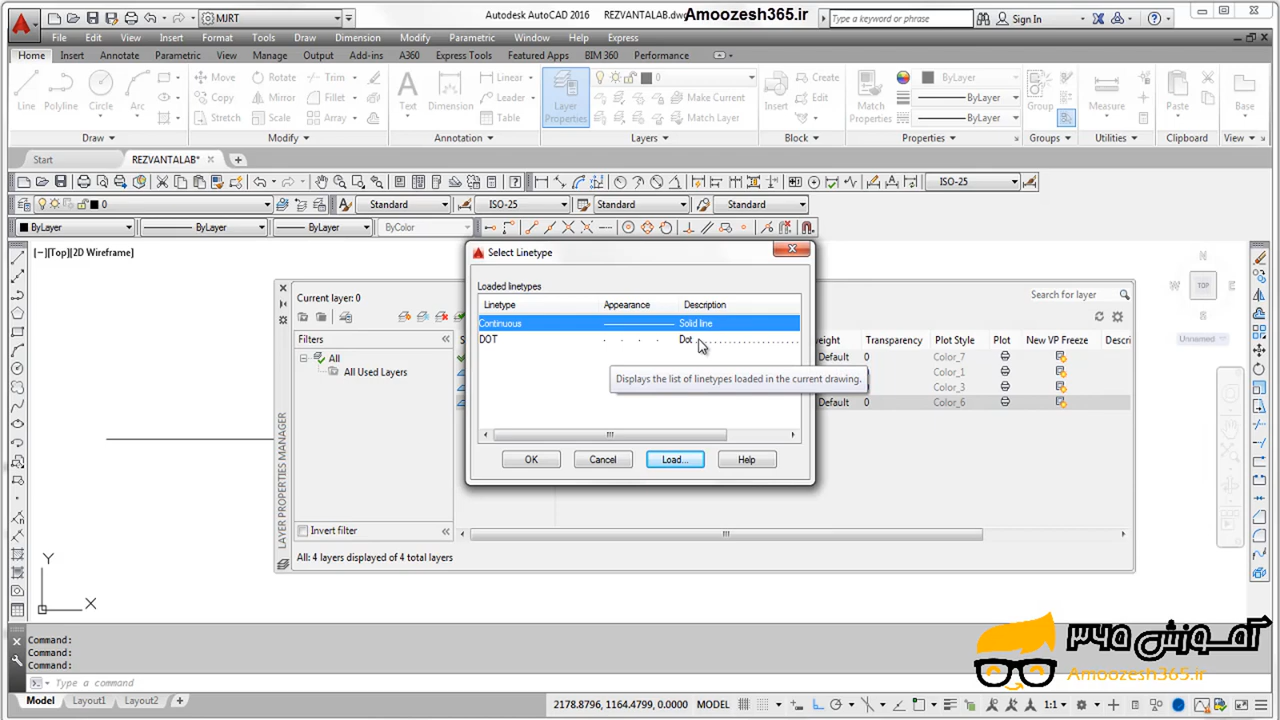 MJRT
Autodesk AutoCAD 2016 REZVANTALAB.dw
Amoozesh365.ir
Type a keyword or phrase
Sign In
File Edit View Insert Format Tools Draw Dimension Modify Parametric Window Help Express
Home Insert Annotate Parametric View Manage Output Add-ins A360 Express Tools Featured Apps BIM 360 Performance
Line Polyline Circle Arc
Move Rotate Trim
Copy Mirror Fillet
Stretch Scale Array
Text Dimension
Linear
Leader
Table
Layer Properties
0
Make Current
Match Layer
Insert
Create
Edit
Match Properties
ByLayer
ByLayer
ByLayer
Group
Measure
Paste
Base
Draw Modify Annotation Layers Block Properties Groups Utilities Clipboard View
Start REZVANTALAB*
ISO-25
0 Standard ISO-25 Standard Standard
ByLayer ByLayer ByLayer ByColor
[−][Top][2D Wireframe]
N
TOP
S
Unnamed
Select Linetype
Loaded linetypes
Linetype Appearance Description
Continuous Solid line
DOT Dot . . . . . . . . . . . . . . . .
Displays the list of linetypes loaded in the current drawing.
OK Cancel Load... Help
LAYER PROPERTIES MANAGER
Current layer: 0
Search for layer
Filters
All
All Used Layers
Invert filter
All: 4 layers displayed of 4 total layers
weight Transparency Plot Style Plot New VP Freeze
Default 0 Color_7
Color_1
Color_3
Default 0 Color_6
Y
X
Command:
Command:
Command:
Type a command
Model Layout1 Layout2 +
2178.8796, 1164.4799, 0.0000 MODEL
1:1
آمـوزش ۳۶۵
Amoozesh365.ir